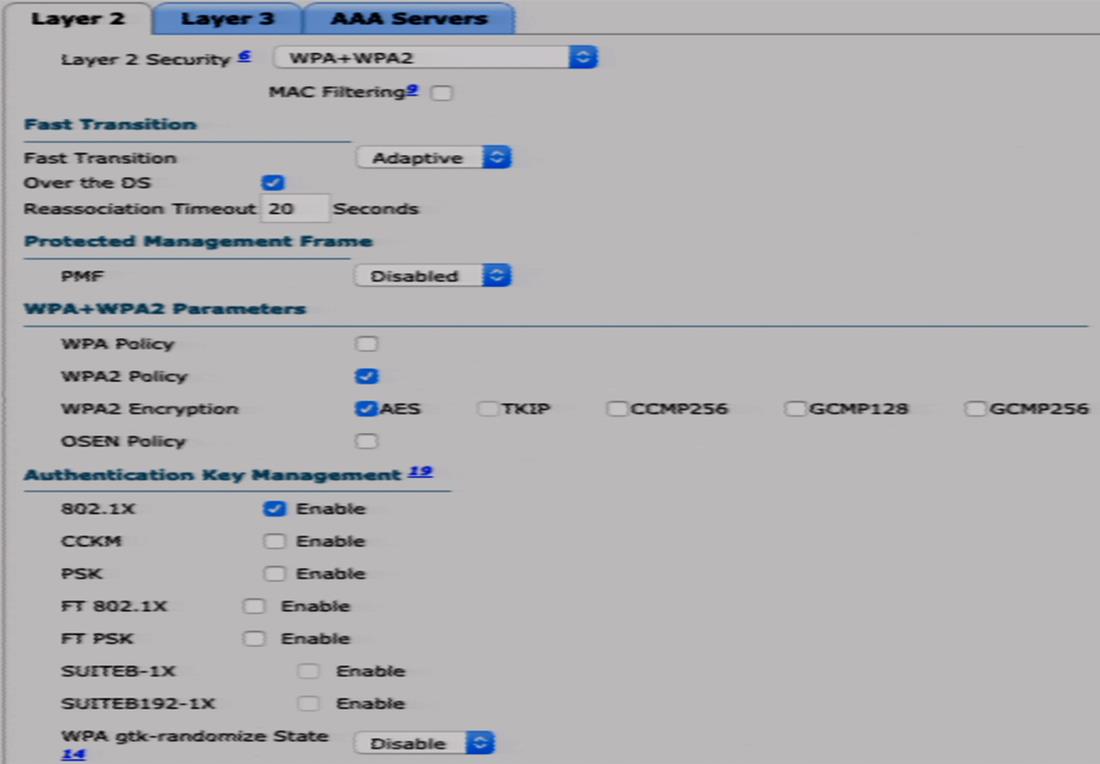 Layer 2 Layer 3 AAA Servers
Layer 2 Security 6 WPA+WPA2
MAC Filtering 9
Fast Transition
Fast Transition Adaptive
Over the DS
Reassociation Timeout 20 Seconds
Protected Management Frame
PMF Disabled
WPA+WPA2 Parameters
WPA Policy
WPA2 Policy
WPA2 Encryption AES TKIP CCMP256 GCMP128 GCMP256
OSEN Policy
Authentication Key Management 19
802.1X Enable
CCKM Enable
PSK Enable
FT 802.1X Enable
FT PSK Enable
SUITEB-1X Enable
SUITEB192-1X Enable
WPA gtk-randomize State Disable
14